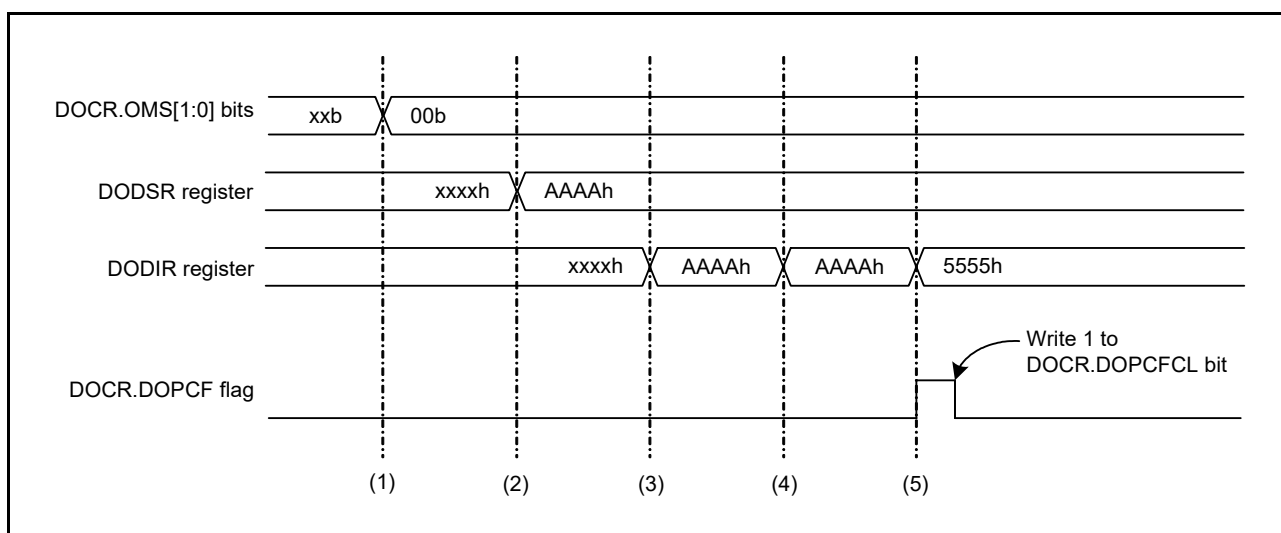 DOCR.OMS[1:0] bits xxb 00b
DODSR register xxxxh AAAAh
DODIR register xxxxh AAAAh AAAAh 5555h
Write 1 to
DOCR.DOPCFCL bit
DOCR.DOPCF flag
(1) (2) (3) (4) (5)